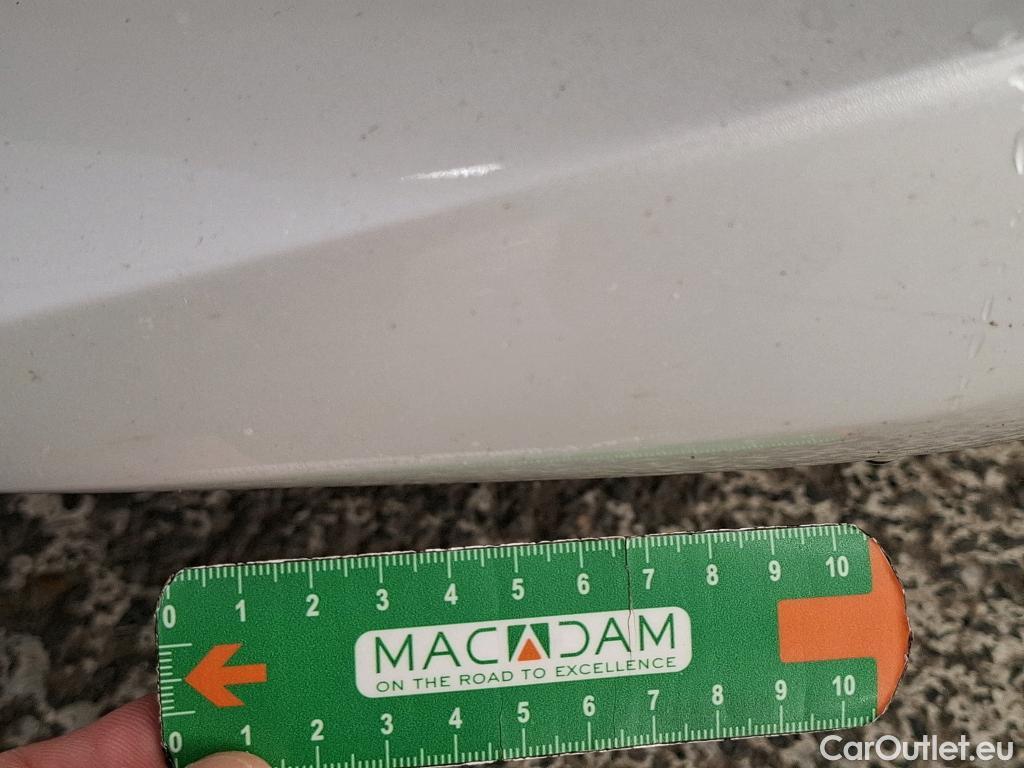 0 1 2 3 4 5 6 7 8 9 10
MACADAM
ON THE ROAD TO EXCELLENCE
0 1 2 3 4 5 6 7 8 9 10
CarOutlet.eu